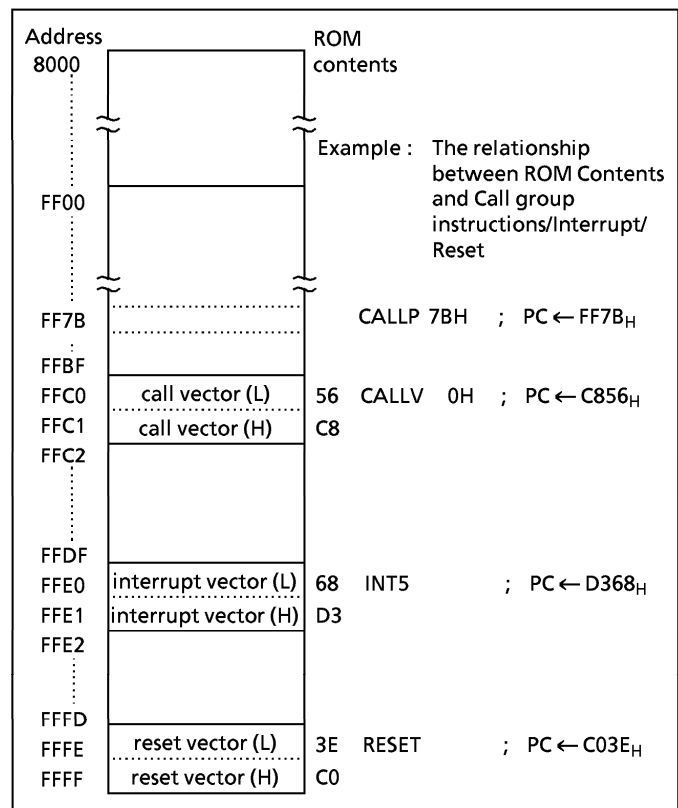 Address
ROM
8000
contents
Example : The relationship
between ROM Contents
and Call group
instructions/Interrupt/
Reset
FF00
FF7B CALLP 7BH ; PC ← FF7BH
FFBF
FFC0 call vector (L) 56 CALLV 0H ; PC ← C856H
FFC1 call vector (H) C8
FFC2
FFDF
FFE0 interrupt vector (L) 68 INT5 ; PC ← D368H
FFE1 interrupt vector (H) D3
FFE2
FFFD
FFFE reset vector (L) 3E RESET ; PC ← C03EH
FFFF reset vector (H) C0